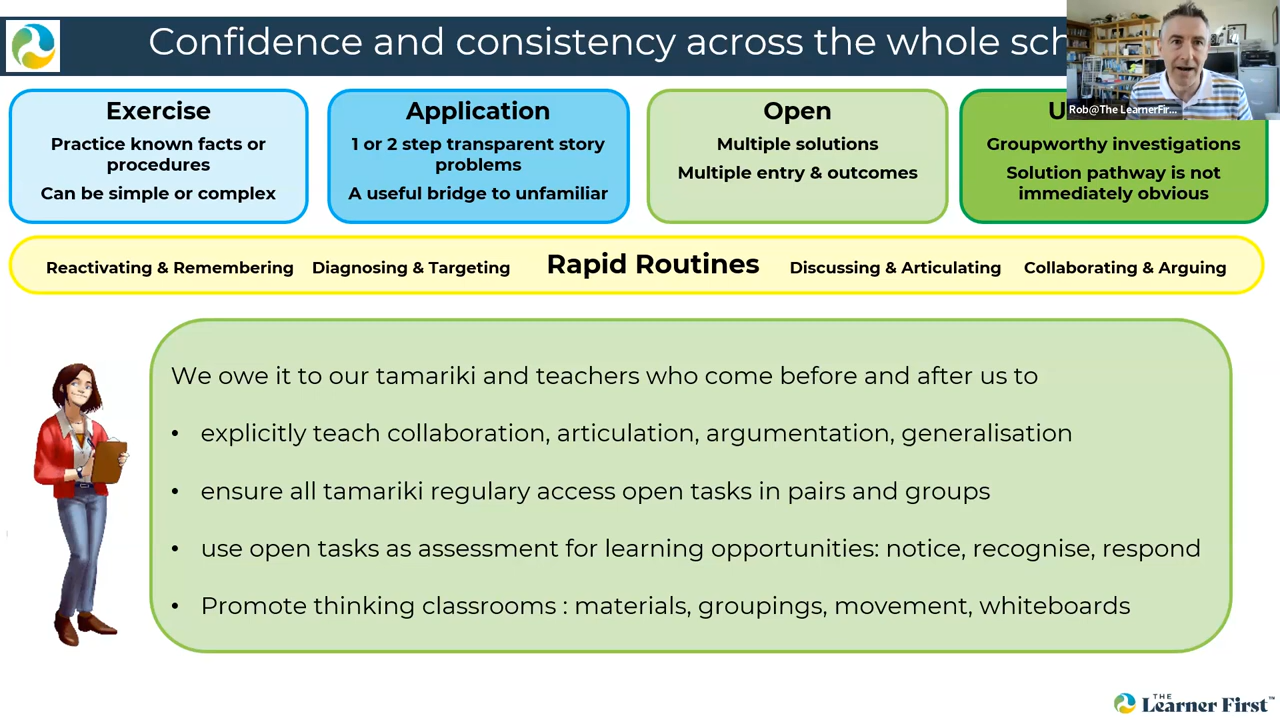 Confidence and consistency across the whole sch
Rob@The LearnerFir...
Exercise
Practice known facts or
procedures
Can be simple or complex
Application
1 or 2 step transparent story
problems
A useful bridge to unfamiliar
Open
Multiple solutions
Multiple entry & outcomes
U
Groupworthy investigations
Solution pathway is not
immediately obvious
Reactivating & Remembering Diagnosing & Targeting Rapid Routines Discussing & Articulating Collaborating & Arguing
We owe it to our tamariki and teachers who come before and after us to
• explicitly teach collaboration, articulation, argumentation, generalisation
• ensure all tamariki regulary access open tasks in pairs and groups
• use open tasks as assessment for learning opportunities: notice, recognise, respond
• Promote thinking classrooms : materials, groupings, movement, whiteboards
THE
Learner First™